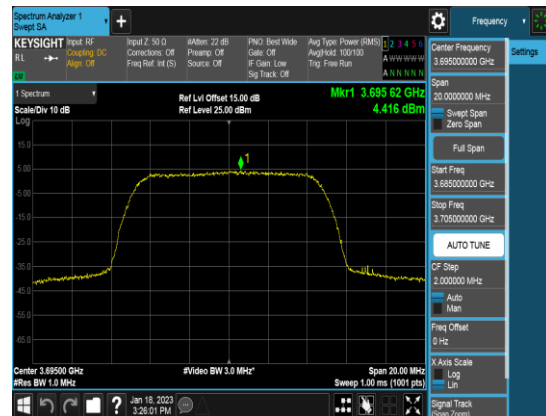 Spectrum Analyzer 1
Swept SA
+
Frequency
KEYSIGHT
RL
Input: RF
Coupling: DC
Align: Off
Input Z: 50 Ω
Corrections: Off
Freq Ref: Int (S)
#Atten: 22 dB
Preamp: Off
Source: Off
PNO: Best Wide
Gate: Off
IF Gain: Low
Sig Track: Off
Avg Type: Power (RMS)
Avg|Hold: 100/100
Trig: Free Run
1 2 3 4 5 6
A W W W W W
A N N N N N
1 Spectrum
Scale/Div 10 dB
Log
Ref Lvl Offset 15.00 dB
Ref Level 25.00 dBm
Mkr1 3.695 62 GHz
4.416 dBm
15.0
5.00
-5.00
-15.0
-25.0
-35.0
-45.0
-55.0
-65.0
1
Center 3.69500 GHz
#Res BW 1.0 MHz
#Video BW 3.0 MHz*
Span 20.00 MHz
Sweep 1.00 ms (1001 pts)
Jan 18, 2023
3:26:01 PM
?
Center Frequency
3.695000000 GHz
Settings
Span
20.0000000 MHz
Swept Span
Zero Span
Full Span
Start Freq
3.685000000 GHz
Stop Freq
3.705000000 GHz
AUTO TUNE
CF Step
2.000000 MHz
Auto
Man
Freq Offset
0 Hz
X Axis Scale
Log
Lin
Signal Track
(Span Zoom)